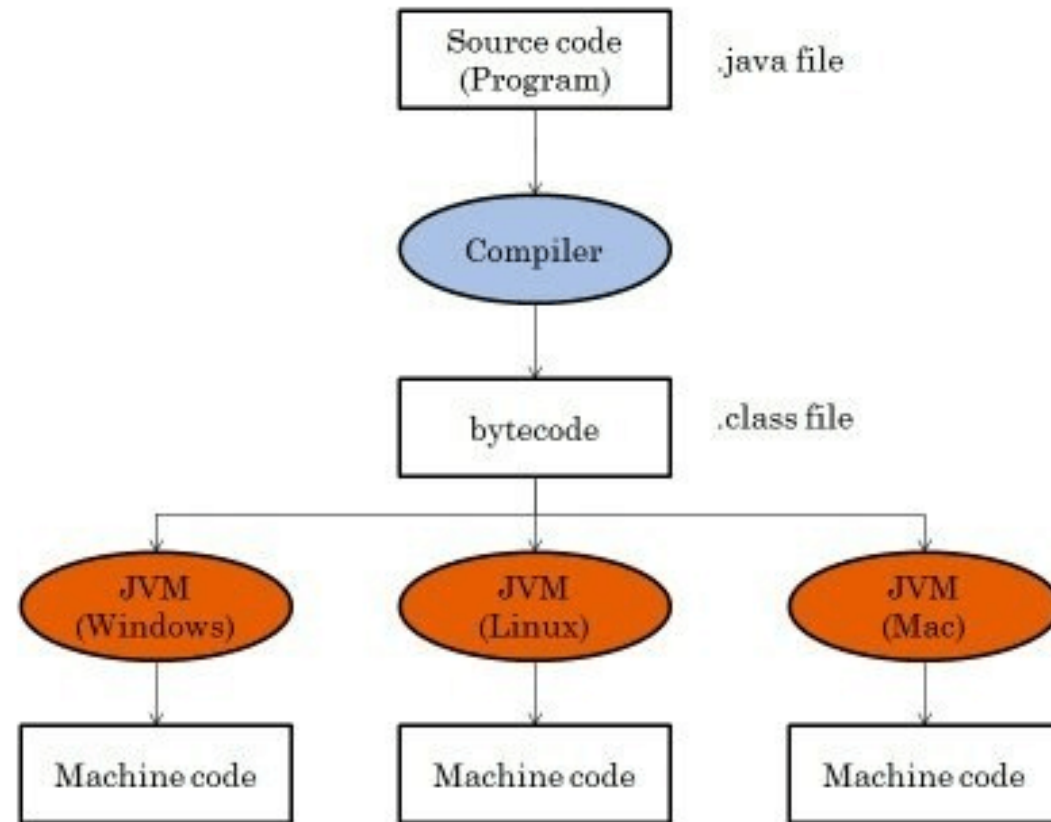 Source code
(Program)
.java file
Compiler
bytecode
.class file
JVM
(Windows)
JVM
(Linux)
JVM
(Mac)
Machine code
Machine code
Machine code